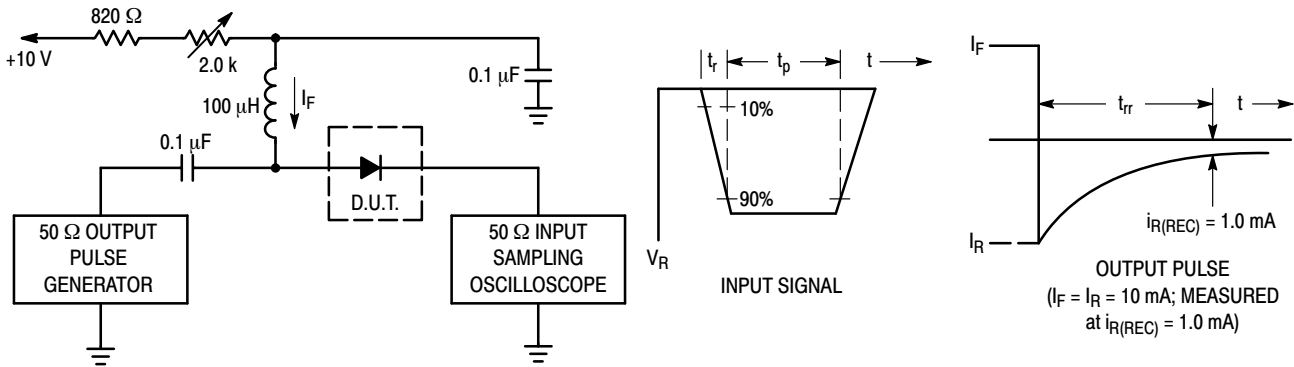 820 Ω
+10 V
2.0 k
0.1 μF
100 μH
I_F
0.1 μF
D.U.T.
50 Ω OUTPUT
PULSE
GENERATOR
50 Ω INPUT
SAMPLING
OSCILLOSCOPE
t_r
t_p
t
10%
90%
V_R
INPUT SIGNAL
I_F
t_rr
t
i_R(REC) = 1.0 mA
I_R
OUTPUT PULSE
(I_F = I_R = 10 mA; MEASURED
at i_R(REC) = 1.0 mA)